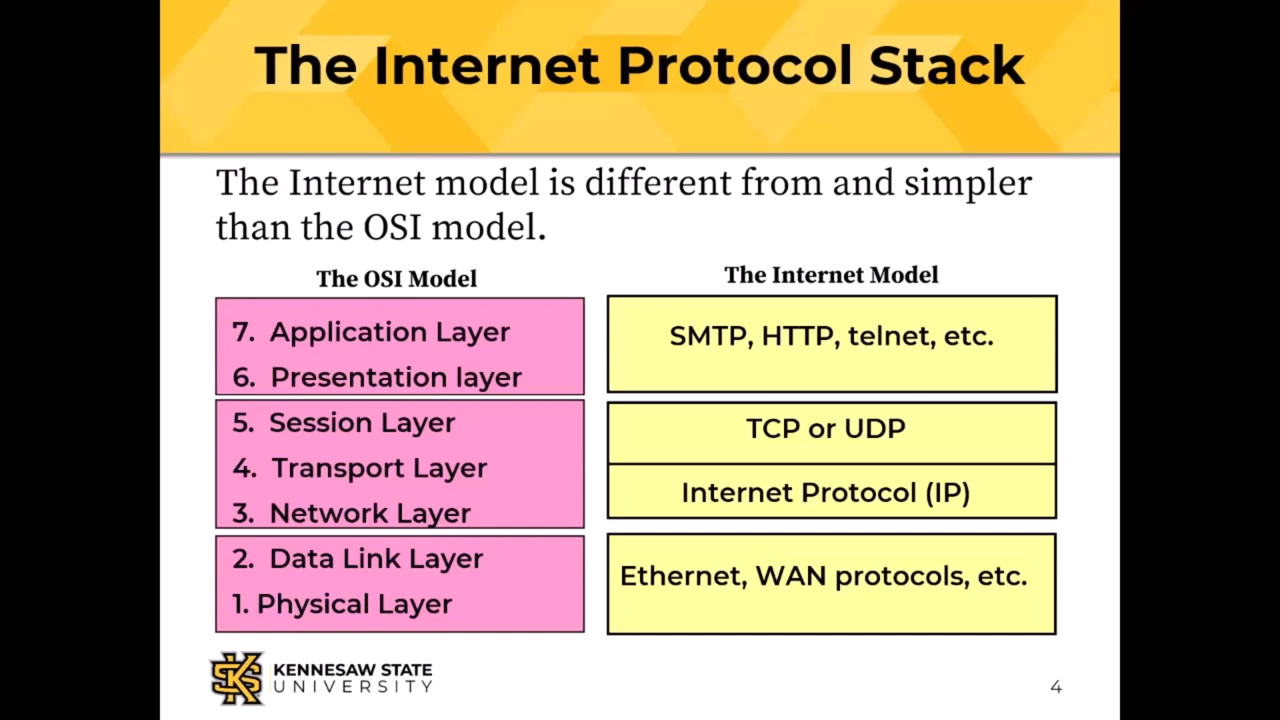 The Internet Protocol Stack
The Internet model is different from and simpler
than the OSI model.
The OSI Model
7. Application Layer
6. Presentation layer
5. Session Layer
4. Transport Layer
3. Network Layer
2. Data Link Layer
1. Physical Layer
The Internet Model
SMTP, HTTP, telnet, etc.
TCP or UDP
Internet Protocol (IP)
Ethernet, WAN protocols, etc.
KENNESAW STATE
UNIVERSITY
4